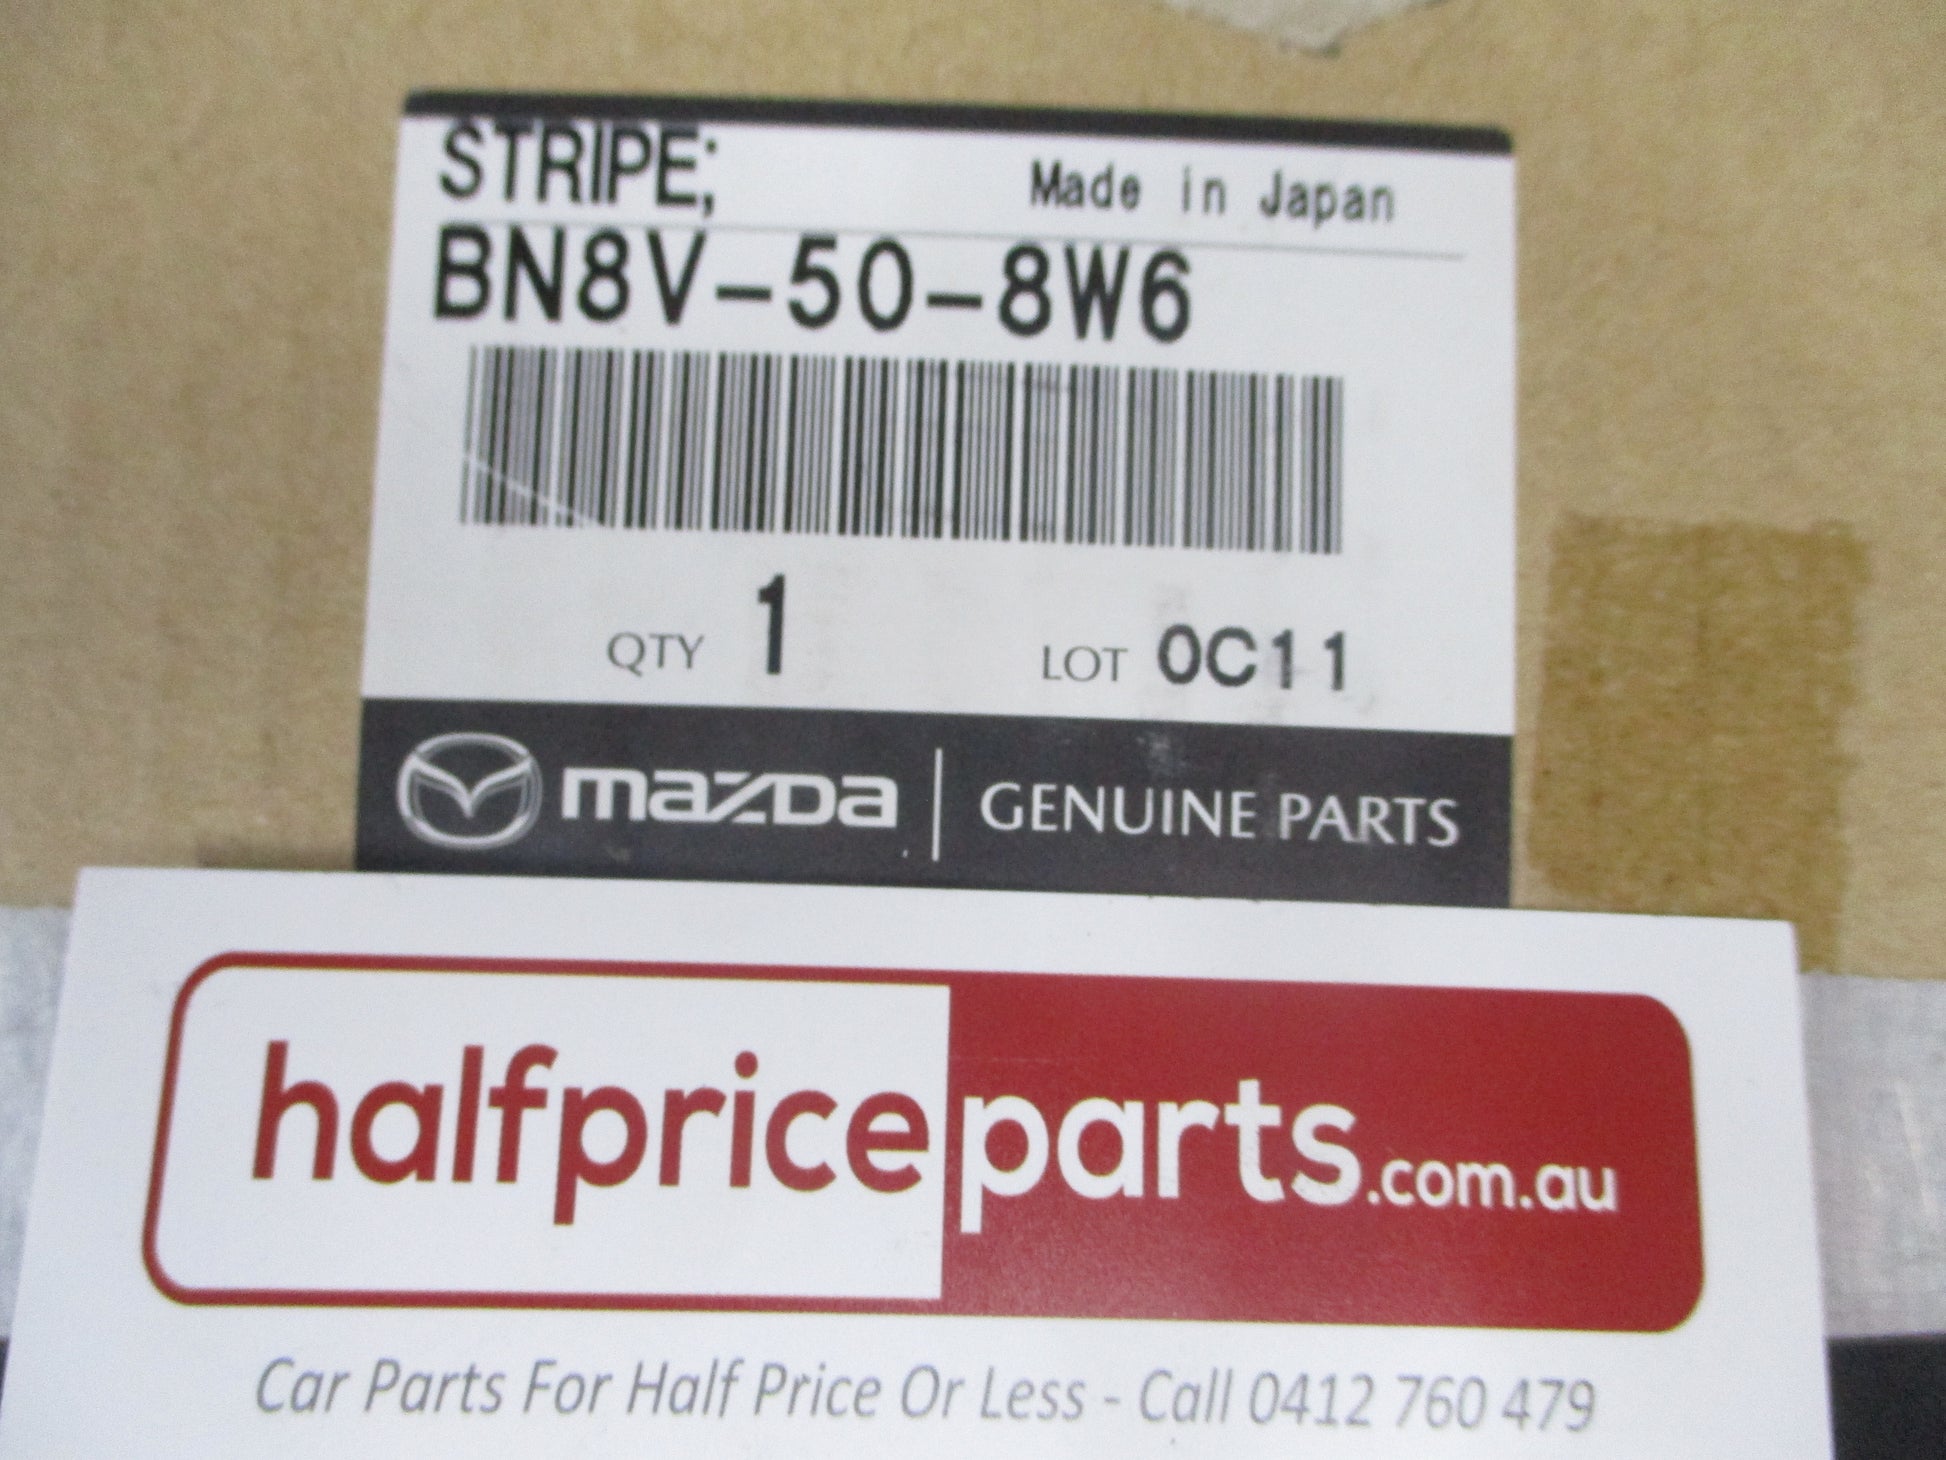 STRIPE; Made in Japan
BN8V-50-8W6
QTY 1 LOT 0C11
mazda GENUINE PARTS
halfpriceparts.com.au
Car Parts For Half Price Or Less - Call 0412 760 479